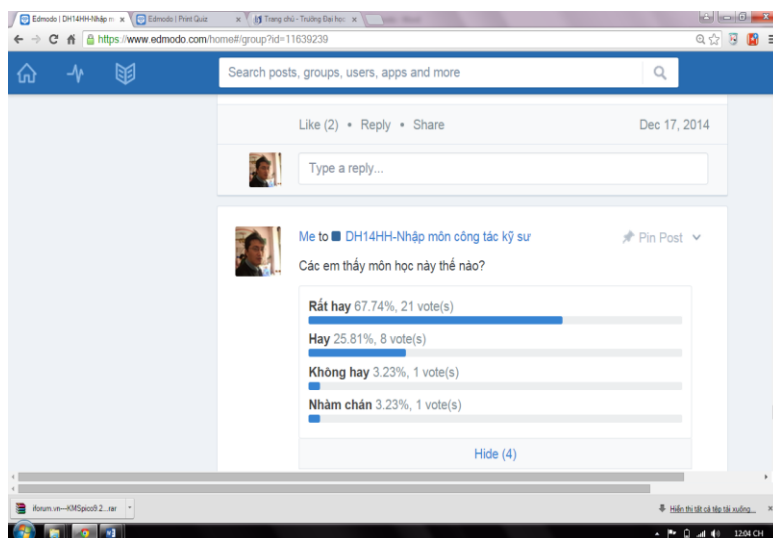 Edmodo | DH14HH-Nhập m
Edmodo | Print Quiz
Trang chủ - Trường Đại học
https://www.edmodo.com/home#/group?id=11639239
Search posts, groups, users, apps and more
Like (2) • Reply • Share Dec 17, 2014
Type a reply...
Me to DH14HH-Nhập môn công tác kỹ sư Pin Post
Các em thấy môn học này thế nào?
Rất hay 67.74%, 21 vote(s)
Hay 25.81%, 8 vote(s)
Không hay 3.23%, 1 vote(s)
Nhàm chán 3.23%, 1 vote(s)
Hide (4)
iforum.vn---KMSpico9.2...rar
Hiển thị tất cả tệp tải xuống...
12:04 CH